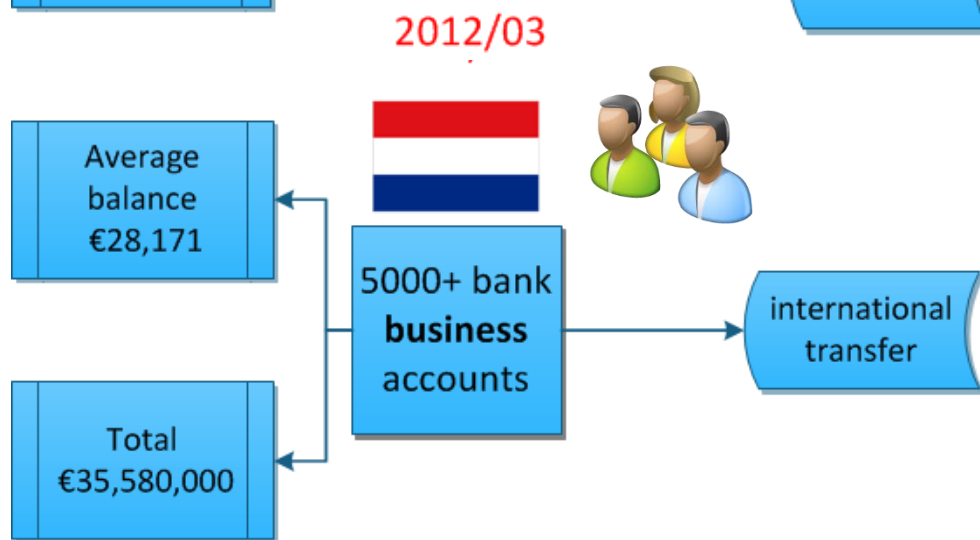 2012/03
Average
balance
€28,171
5000+ bank
business
accounts
international
transfer
Total
€35,580,000